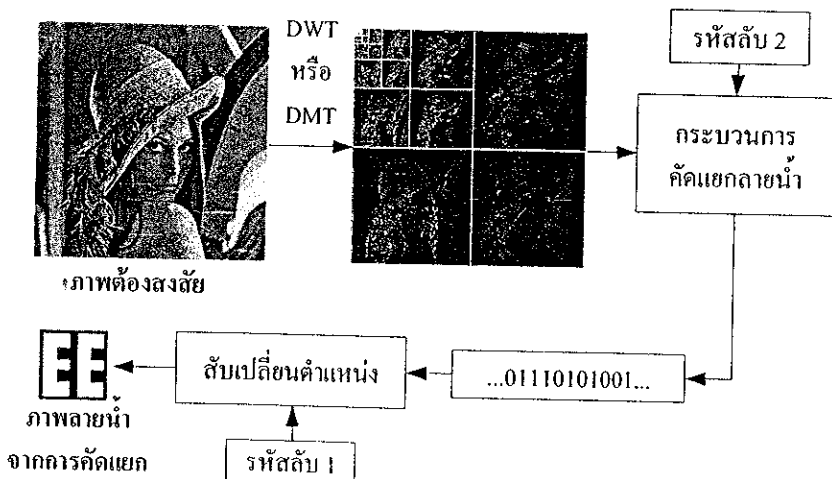 DWT
หรือ
DMT
รหัสลับ 2
กระบวนการ
คัดแยกลายน้ำ
ภาพต้องสงสัย
...01110101001...
สับเปลี่ยนตำแหน่ง
รหัสลับ 1
ภาพลายน้ำ
จากการคัดแยก